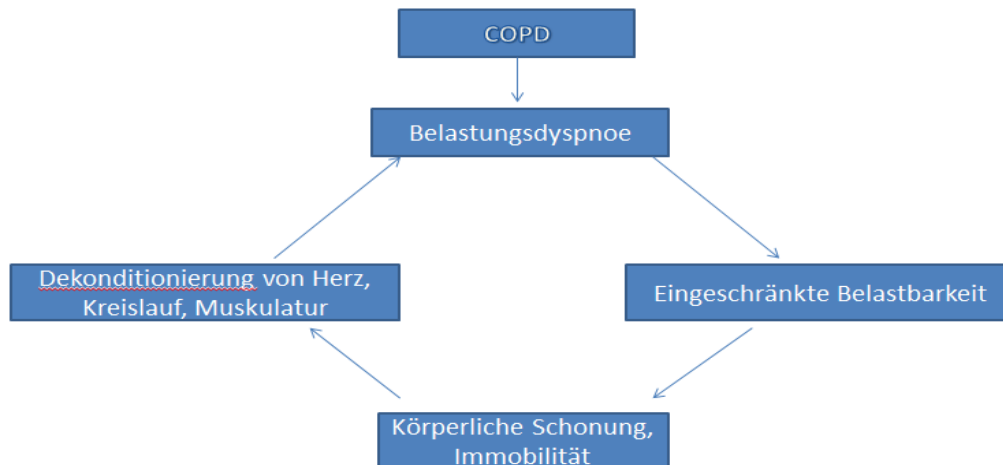 COPD
Belastungsdyspnoe
Dekonditionierung von Herz,
Kreislauf, Muskulatur
Eingeschränkte Belastbarkeit
Körperliche Schonung,
Immobilität